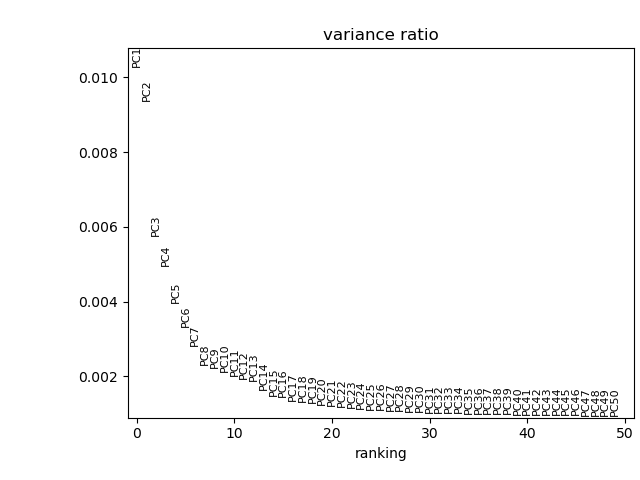 variance ratio
0.010
0.008
0.006
0.004
0.002
PC1
PC2
PC3
PC4
PC5
PC6
PC7
PC8
PC9
PC10
PC11
PC12
PC13
PC14
PC15
PC16
PC17
PC18
PC19
PC20
PC21
PC22
PC23
PC24
PC25
PC26
PC27
PC28
PC29
PC30
PC31
PC32
PC33
PC34
PC35
PC36
PC37
PC38
PC39
PC40
PC41
PC42
PC43
PC44
PC45
PC46
PC47
PC48
PC49
PC50
0 10 20 30 40 50
ranking